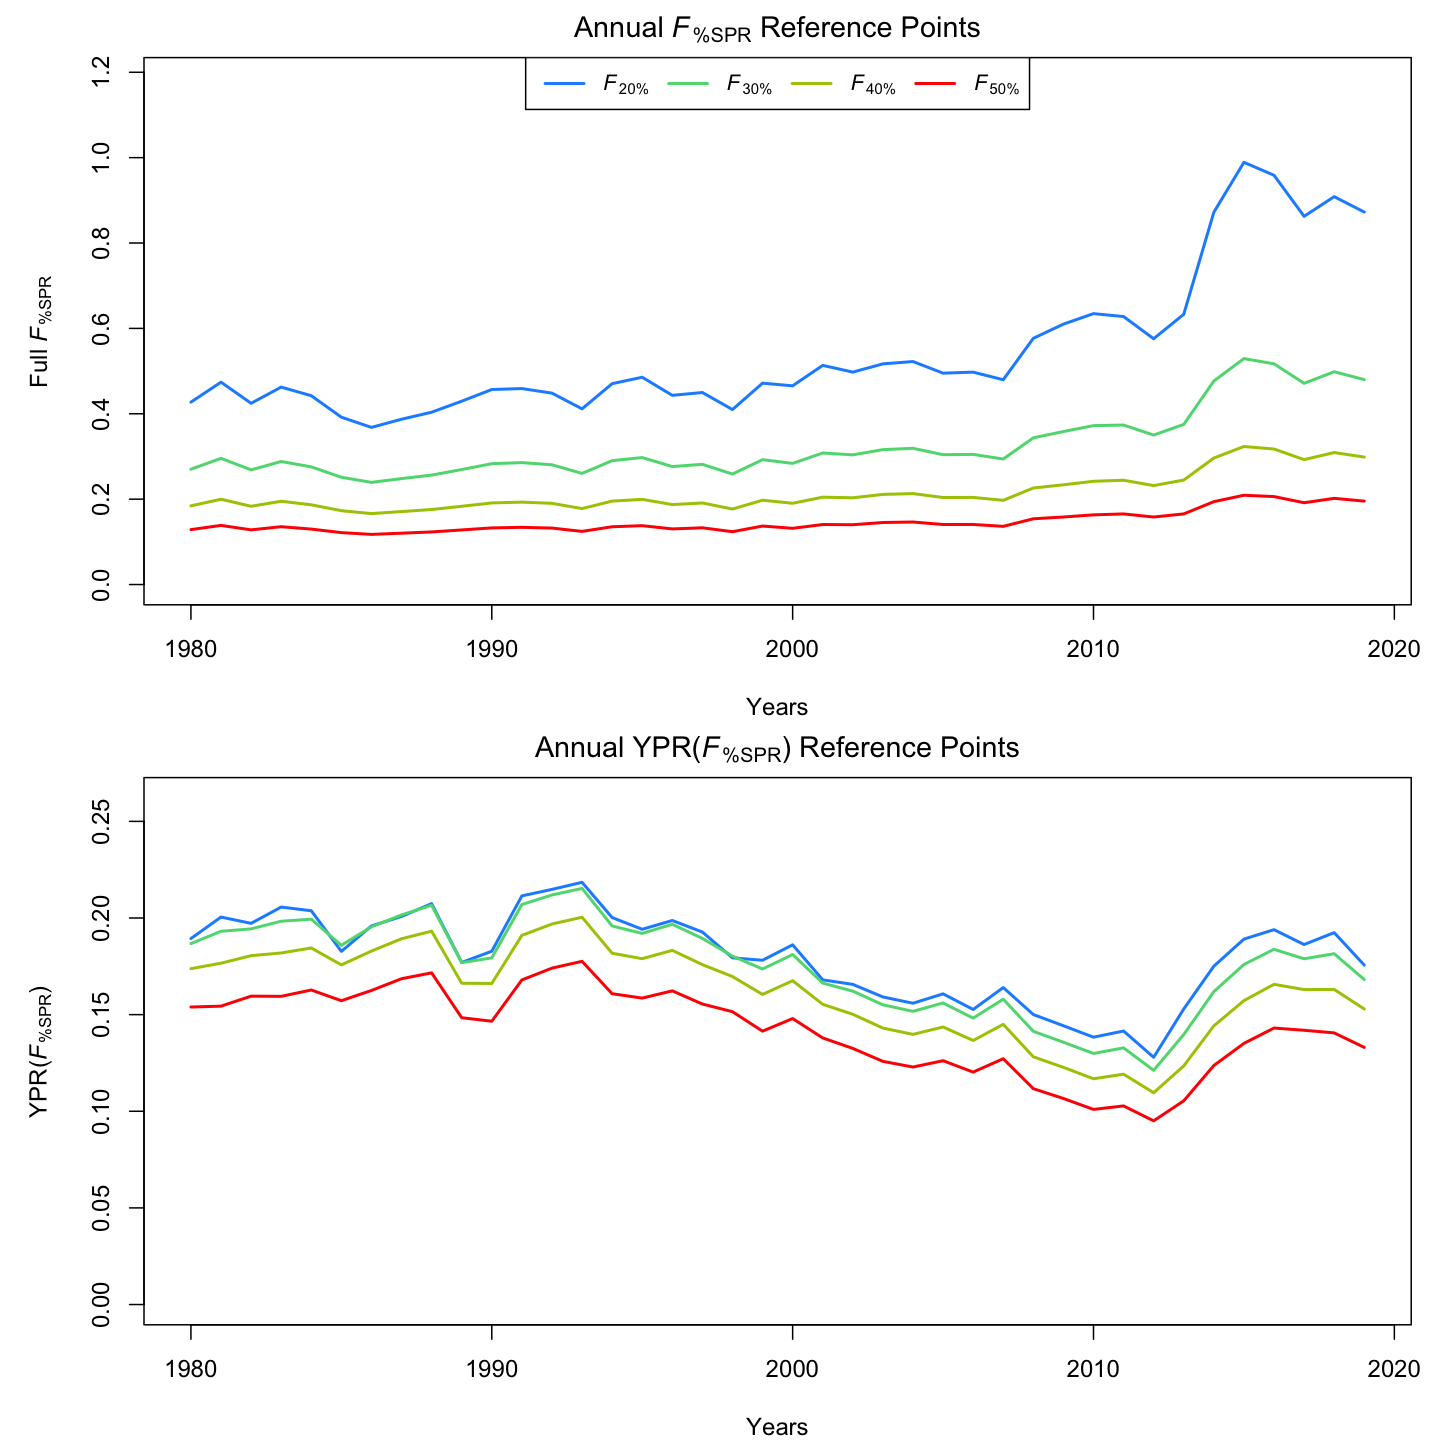 Annual F%SPR Reference Points
F20% F30% F40% F50%
Full F%SPR
1.2
1.0
0.8
0.6
0.4
0.2
0.0
1980 1990 2000 2010 2020
Years
Annual YPR(F%SPR) Reference Points
YPR(F%SPR)
0.25
0.20
0.15
0.10
0.05
0.00
1980 1990 2000 2010 2020
Years